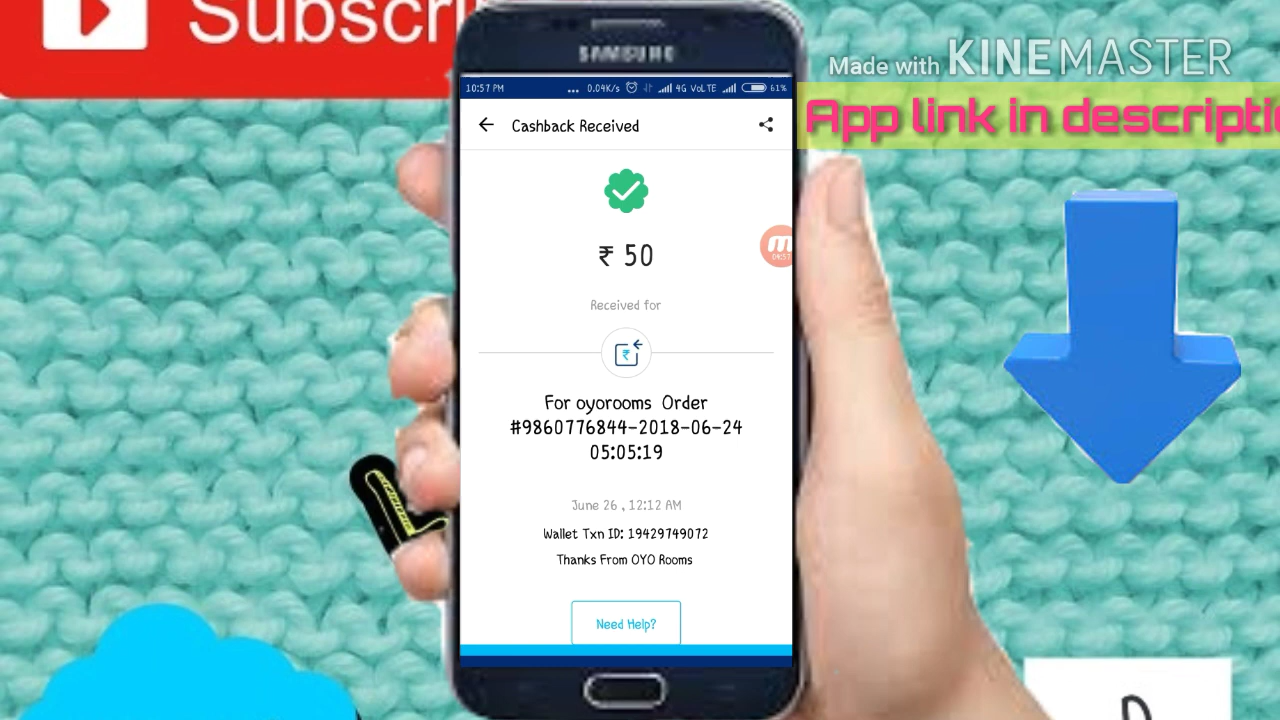 Subscri
Made with KINEMASTER
App link in descripti
SAMSUNG
10:57 PM ... 0.04K/s 4G VoLTE 61%
Cashback Received
₹ 50
04:57
Received for
₹
For oyorooms Order
#9860776844-2018-06-24
05:05:19
June 26 , 12:12 AM
Wallet Txn ID: 19429749072
Thanks From OYO Rooms
Need Help?